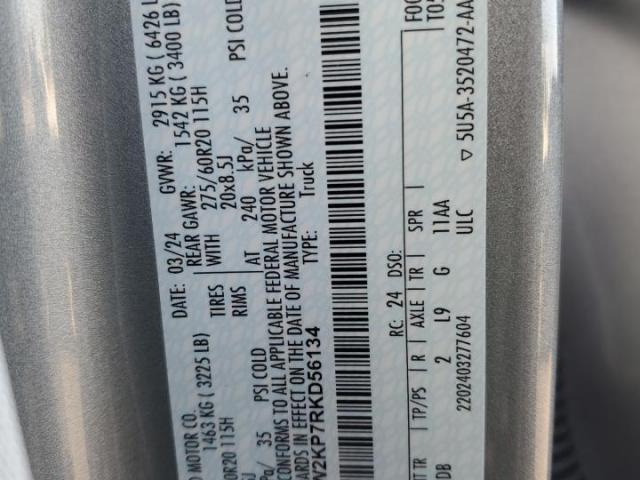 D MOTOR CO.
DATE: 03/24
GVWR: 2915 KG ( 6426 L
1463 KG ( 3225 LB)
REAR GAWR: 1542 KG ( 3400 LB)
0R20 115H
TIRES
WITH 275/60R20 115H
RIMS 20x8.5J
Pa/ 35 PSI COLD
AT 240 kPa/ 35 PSI COLD
CONFORMS TO ALL APPLICABLE FEDERAL MOTOR VEHICLE
ARDS IN EFFECT ON THE DATE OF MANUFACTURE SHOWN ABOVE.
W2KP7RKD56134
TYPE: Truck
RC: 24 DSO:
T TR TP/PS R AXLE TR SPR
DB 2 L9 G 11AA
2202403277604 ULC
▽ 5U5A-3520472-AA